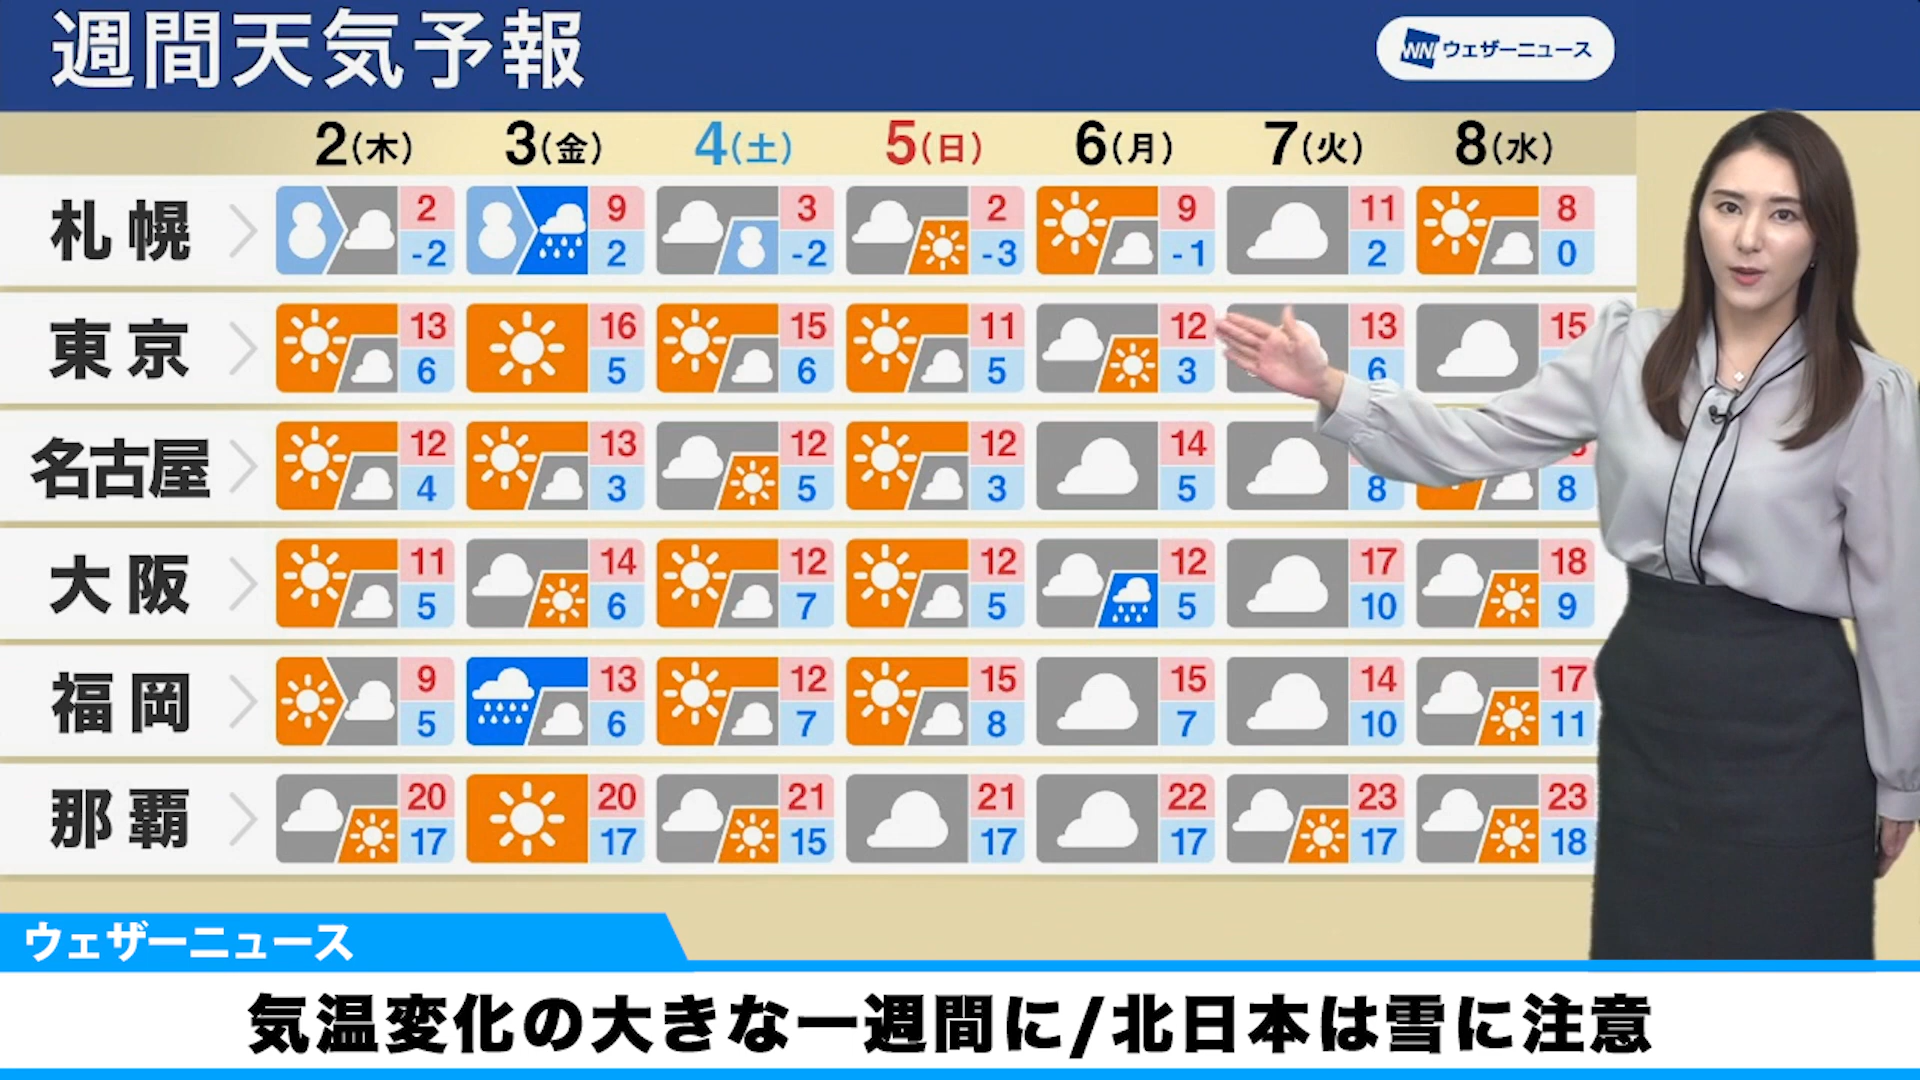 週間天気予報
WN ウェザーニュース
2(木) 3(金) 4(土) 5(日) 6(月) 7(火) 8(水)
札幌 2 -2 9 2 3 -2 2 -3 9 -1 11 2 8 0
東京 13 6 16 5 15 6 11 5 12 3 13 6 15
名古屋 12 4 13 3 12 5 12 3 14 5 8 8
大阪 11 5 14 6 12 7 12 5 12 5 17 10 18 9
福岡 9 5 13 6 12 7 15 8 15 7 14 10 17 11
那覇 20 17 20 17 21 15 21 17 22 17 23 17 23 18
ウェザーニュース
気温変化の大きな一週間に/北日本は雪に注意